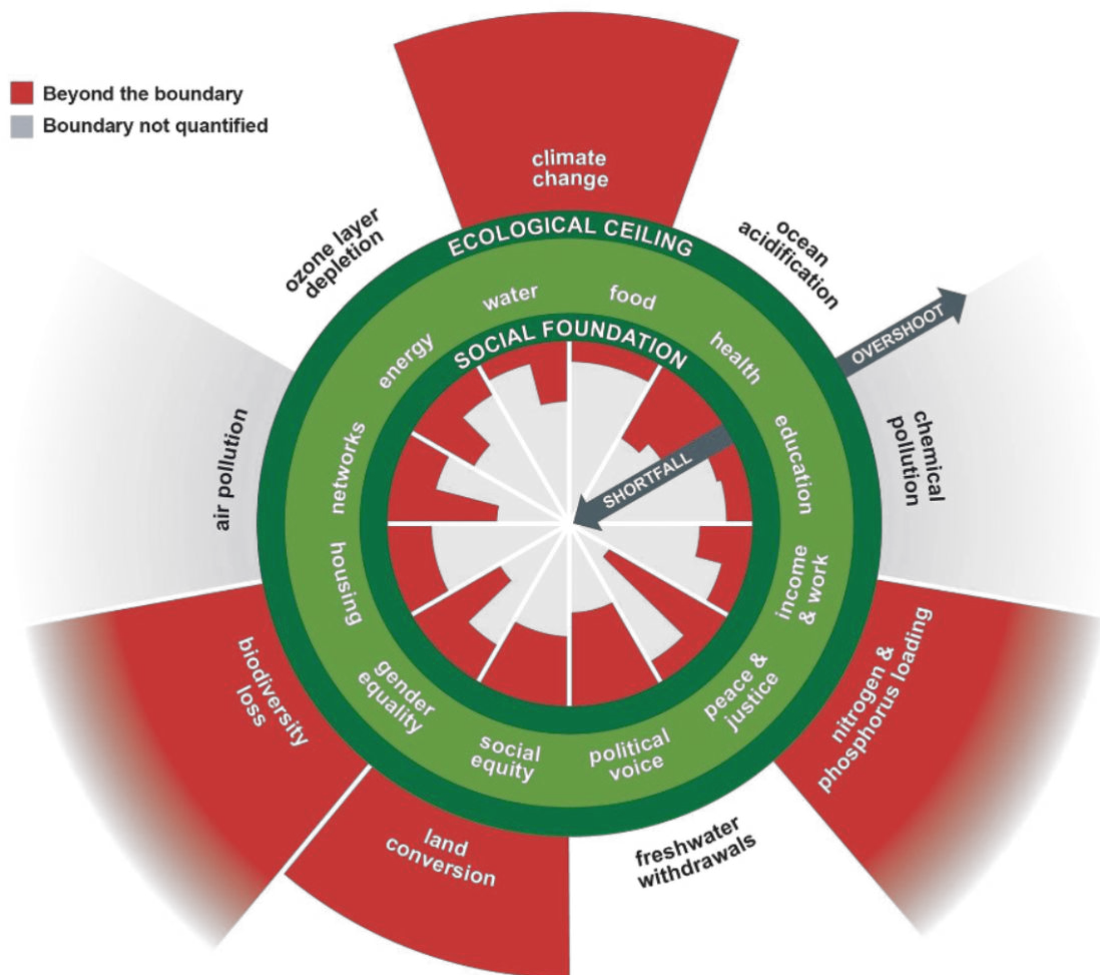 Beyond the boundary
Boundary not quantified
climate
change
ozone layer
depletion
ocean
acidification
ECOLOGICAL CEILING
OVERSHOOT
water
food
energy
health
SOCIAL FOUNDATION
networks
education
SHORTFALL
air pollution
chemical
pollution
housing
income
& work
gender
equality
peace &
justice
social
equity
political
voice
biodiversity
loss
nitrogen &
phosphorus loading
land
conversion
freshwater
withdrawals